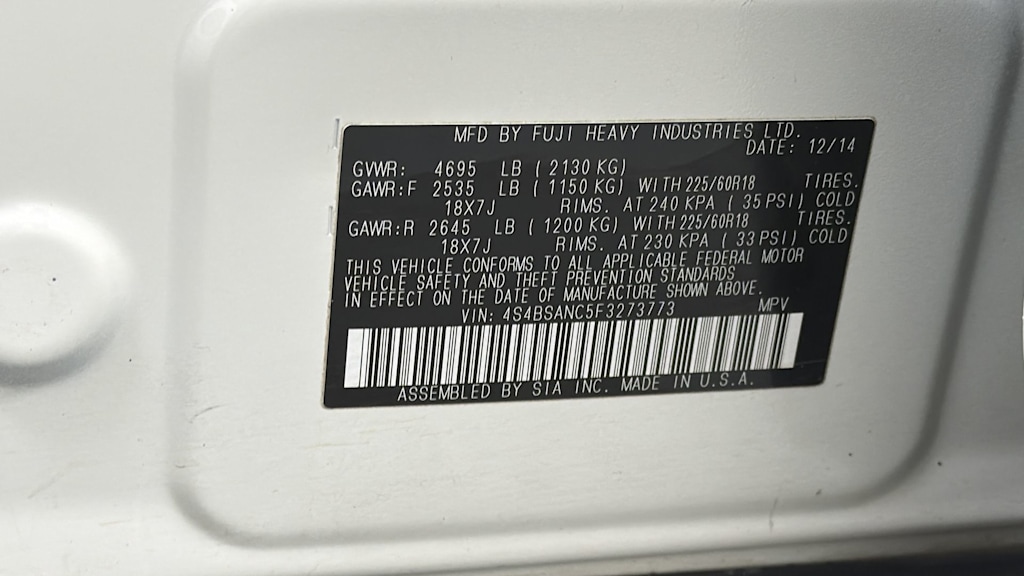 MFD BY FUJI HEAVY INDUSTRIES LTD.
DATE: 12/14
GVWR: 4695 LB ( 2130 KG)
GAWR:F 2535 LB ( 1150 KG) WITH 225/60R18 TIRES.
18X7J RIMS. AT 240 KPA ( 35 PSI) COLD
GAWR:R 2645 LB ( 1200 KG) WITH 225/60R18 TIRES.
18X7J RIMS. AT 230 KPA ( 33 PSI) COLD
THIS VEHICLE CONFORMS TO ALL APPLICABLE FEDERAL MOTOR
VEHICLE SAFETY AND THEFT PREVENTION STANDARDS
IN EFFECT ON THE DATE OF MANUFACTURE SHOWN ABOVE.
VIN: 4S4BSANC5F3273773 MPV
ASSEMBLED BY SIA INC. MADE IN U.S.A.